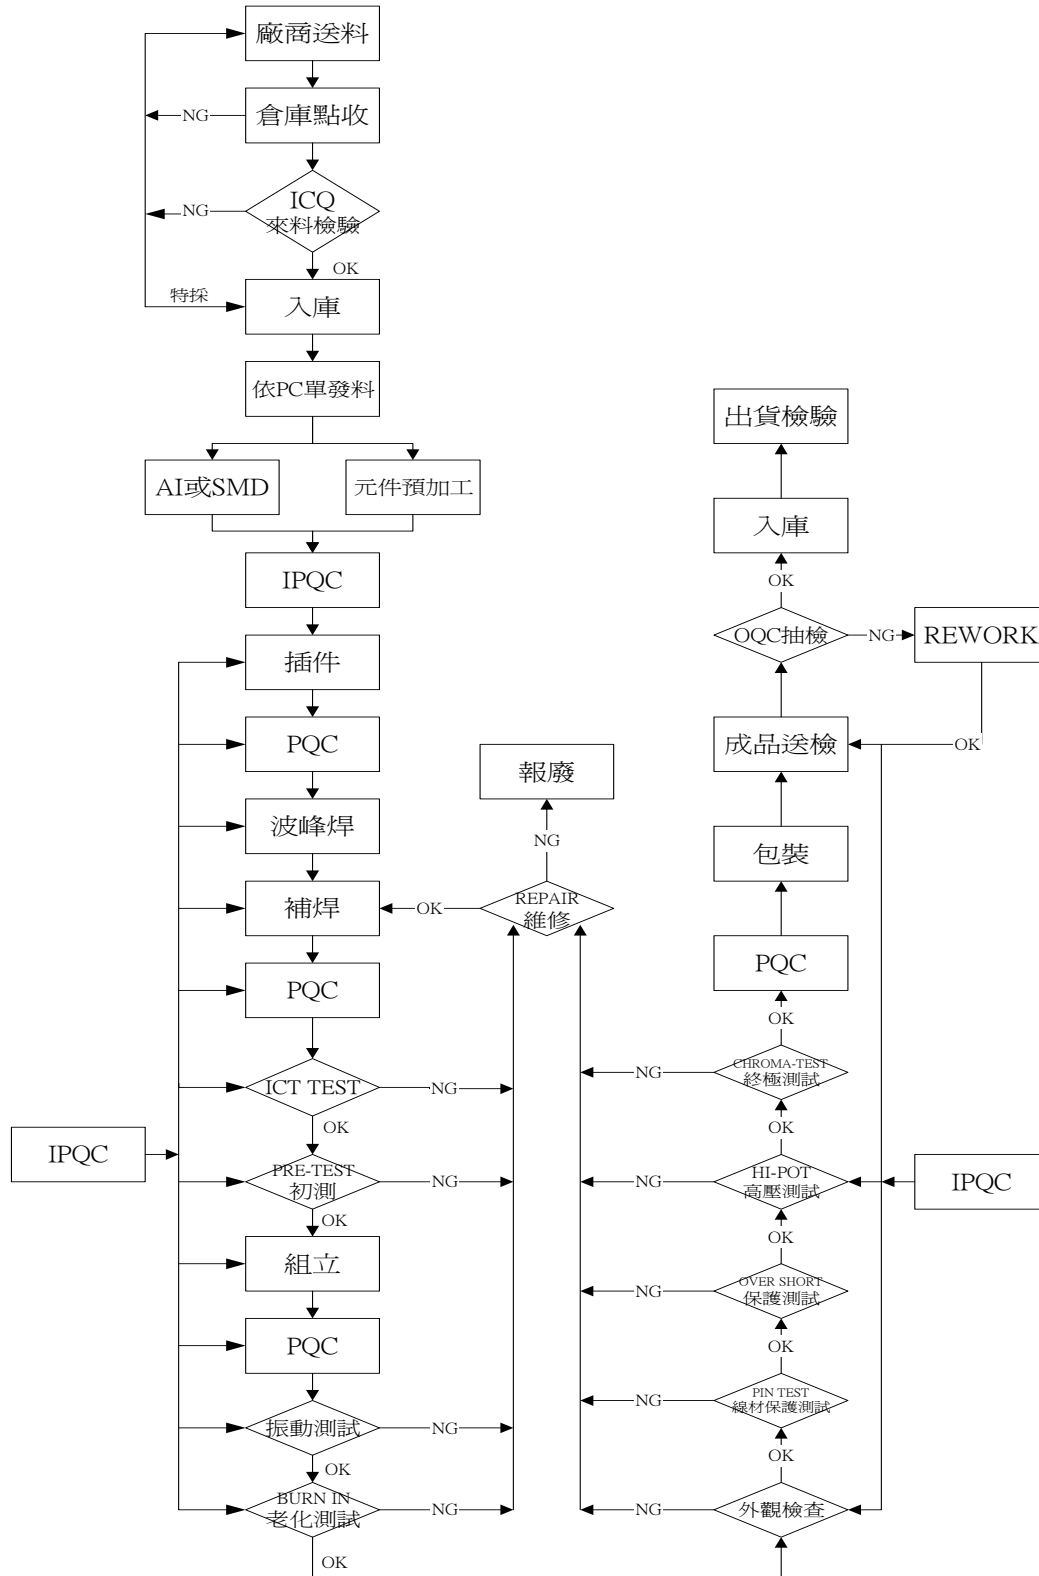 廠商送料
倉庫點收
NG
ICQ
來料檢驗
NG
OK
特採
入庫
依PC單發料
AI或SMD
元件預加工
IPQC
插件
PQC
波峰焊
補焊
PQC
ICT TEST
NG
OK
IPQC
PRE-TEST
初測
NG
OK
組立
PQC
振動測試
NG
OK
BURN IN
老化測試
NG
OK
報廢
NG
REPAIR
維修
OK
出貨檢驗
入庫
OK
OQC抽檢
NG
REWORK
OK
成品送檢
包裝
PQC
OK
CHROMA-TEST
終極測試
NG
OK
HI-POT
高壓測試
NG
IPQC
OK
OVER SHORT
保護測試
NG
OK
PIN TEST
線材保護測試
NG
OK
外觀檢查
NG